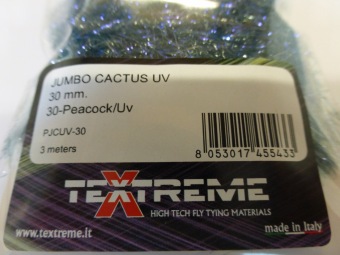 JUMBO CACTUS UV
30 mm.
30-Peacock/Uv
PJCUV-30
3 meters
8 053017 455433
TEXTREME
HIGH TECH FLY TYING MATERIALS
www.textreme.it
made in Italy